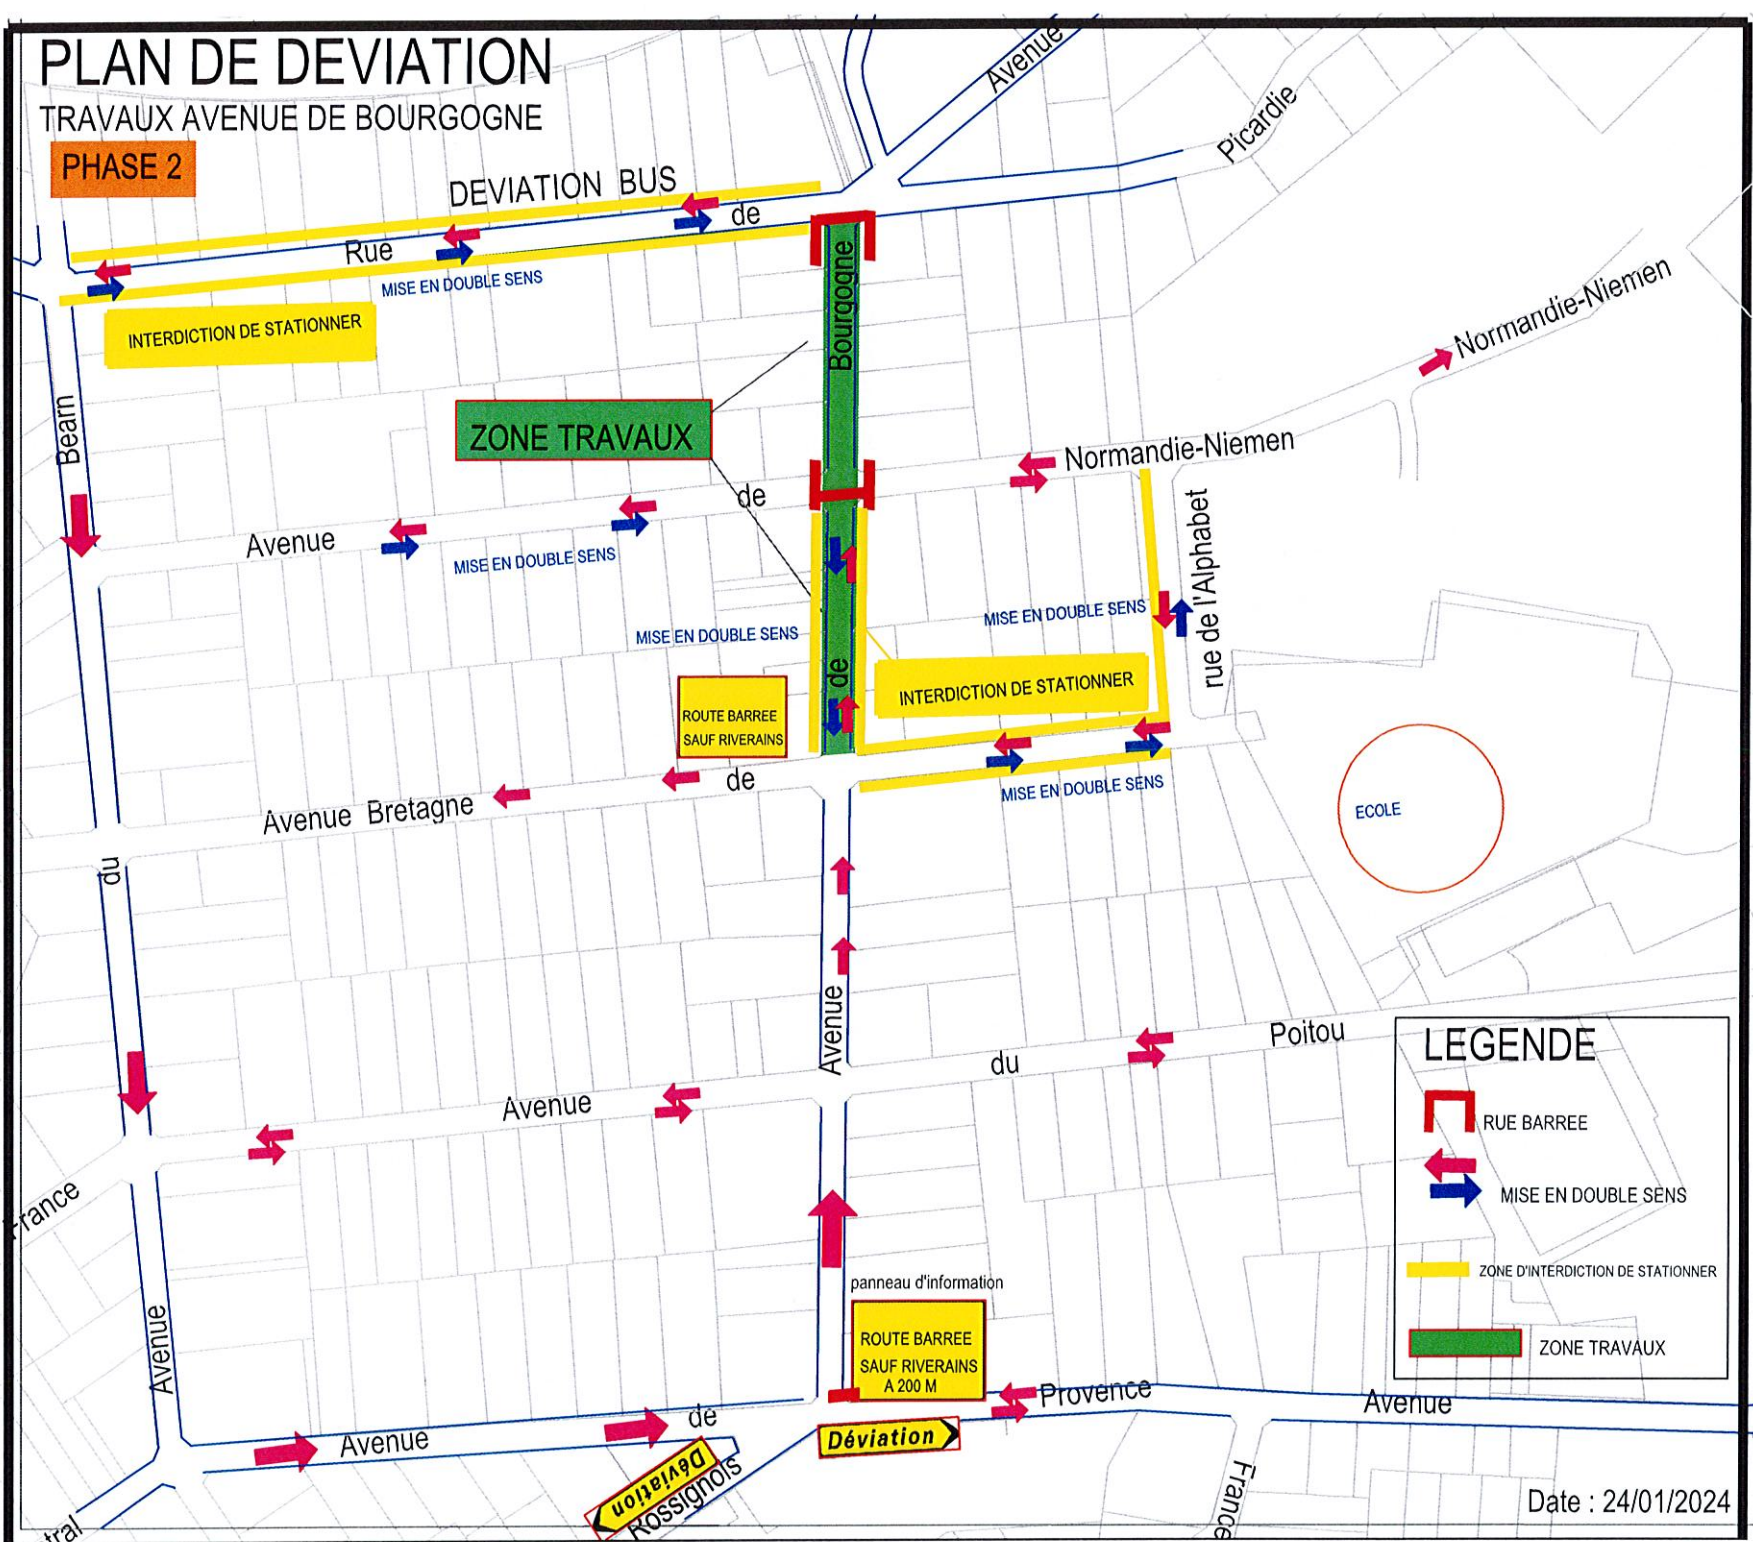 PLAN DE DEVIATION
TRAVAUX AVENUE DE BOURGOGNE
PHASE 2
Avenue
Picardie
DEVIATION BUS
de
Rue
MISE EN DOUBLE SENS
INTERDICTION DE STATIONNER
Bourgogne
Normandie-Niemen
Bearn
ZONE TRAVAUX
Normandie-Niemen
de
Avenue
MISE EN DOUBLE SENS
rue de l'Alphabet
MISE EN DOUBLE SENS
MISE EN DOUBLE SENS
de
INTERDICTION DE STATIONNER
ROUTE BARREE
SAUF RIVERAINS
de
Avenue Bretagne
MISE EN DOUBLE SENS
ECOLE
du
Avenue
Poitou
du
Avenue
LEGENDE
RUE BARREE
MISE EN DOUBLE SENS
ZONE D'INTERDICTION DE STATIONNER
ZONE TRAVAUX
France
panneau d'information
ROUTE BARREE
SAUF RIVERAINS
A 200 M
Avenue
Provence
Avenue
de
Avenue
Déviation
Déviation
Rossignols
France
tral
Date : 24/01/2024